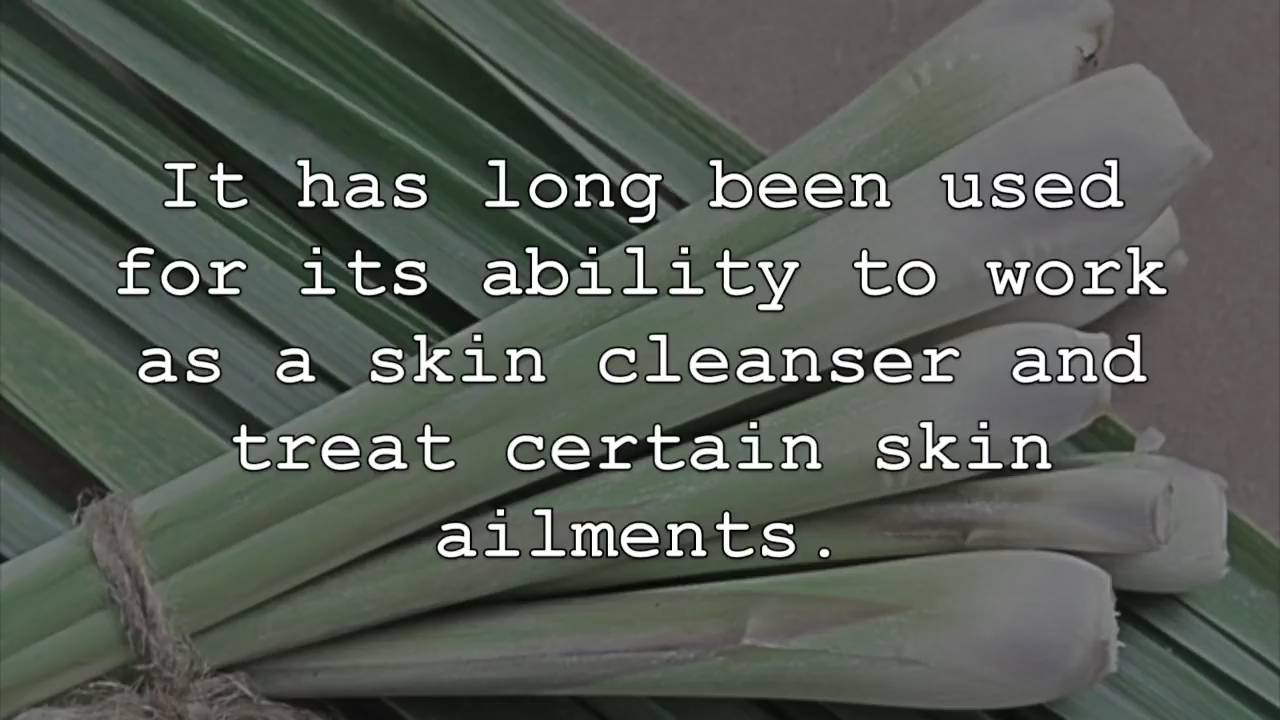 It has long been used
for its ability to work
as a skin cleanser and
treat certain skin
ailments.